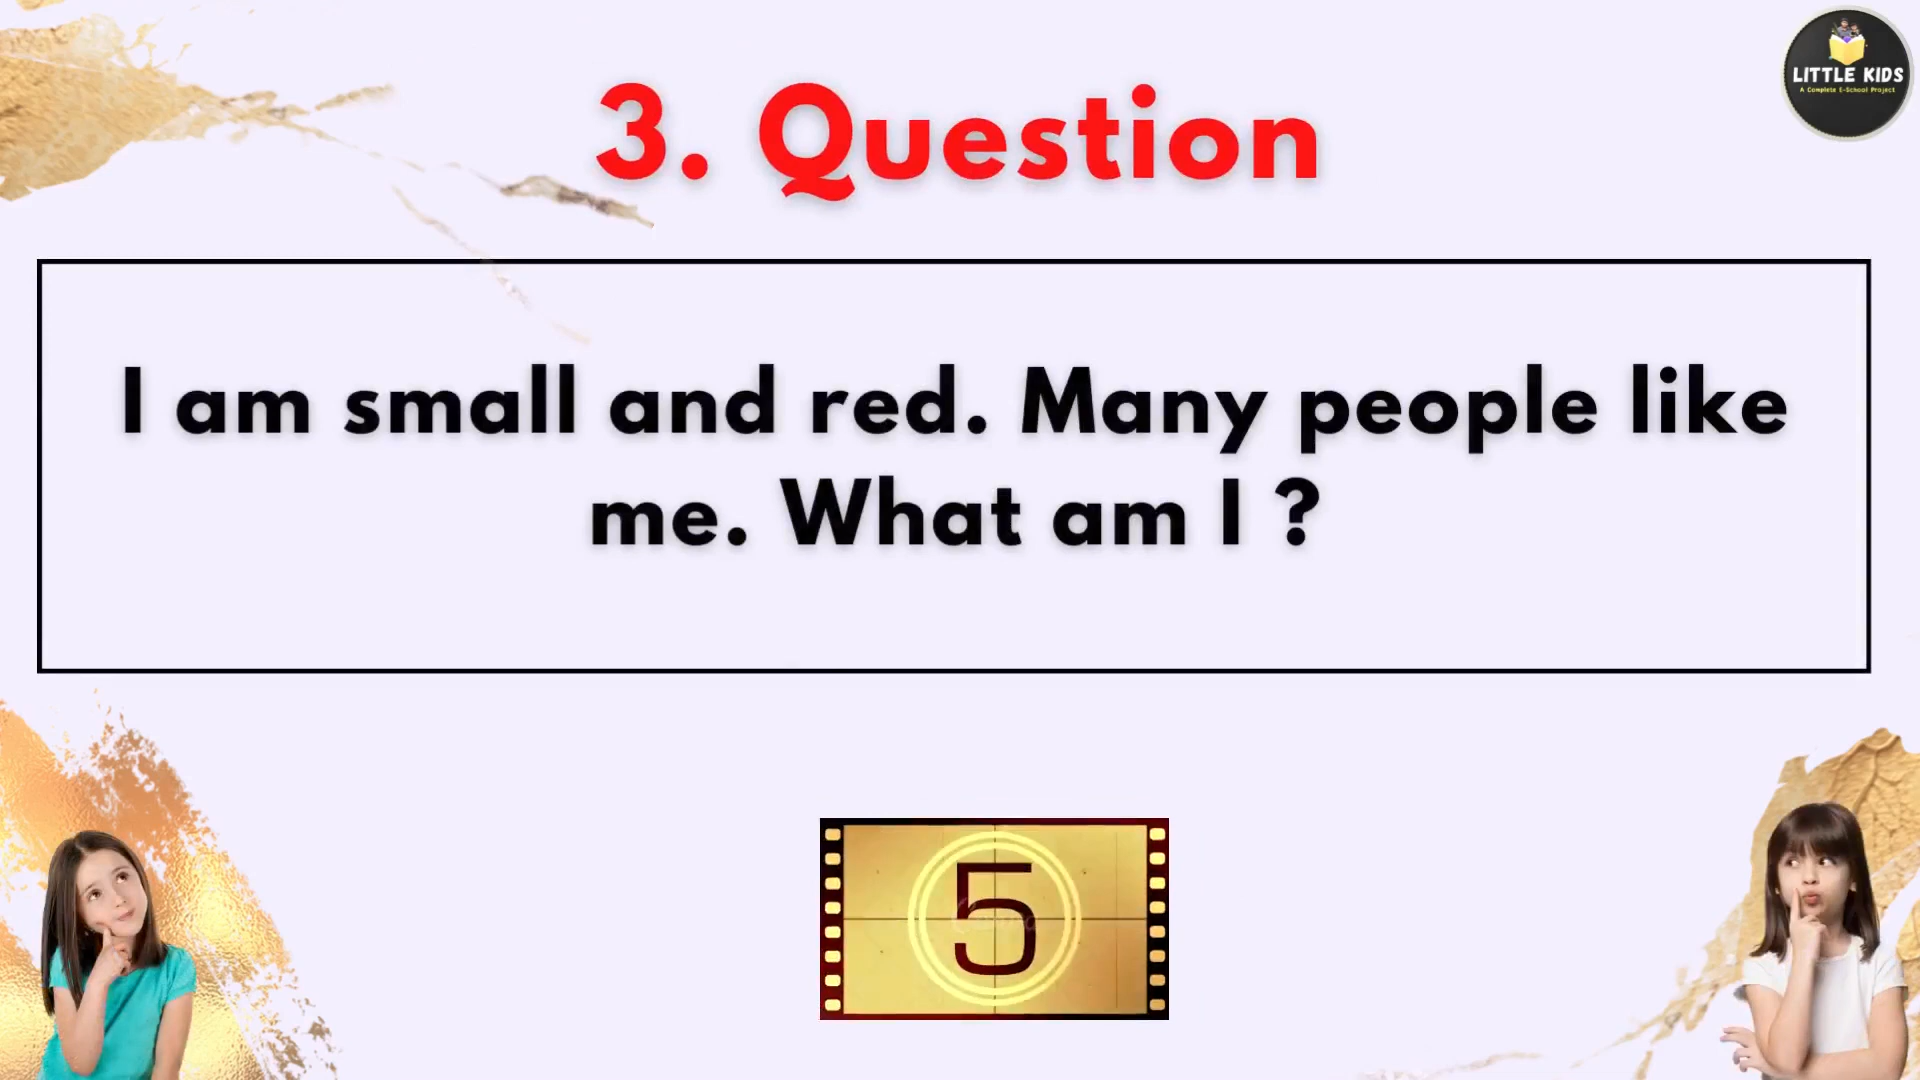 LITTLE KIDS
A Complete E-School Project
3. Question
I am small and red. Many people like
me. What am I ?
5